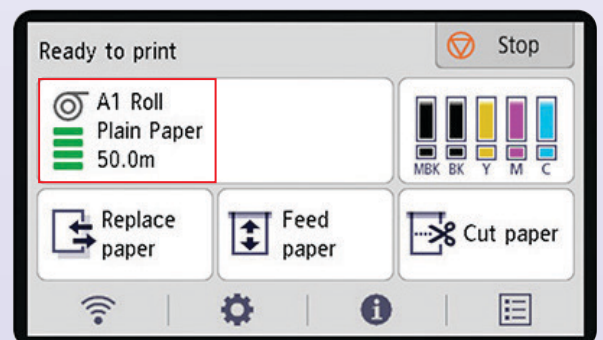 Ready to print
Stop
A1 Roll
Plain Paper
50.0m
MBK BK Y M C
Replace
paper
Feed
paper
Cut paper